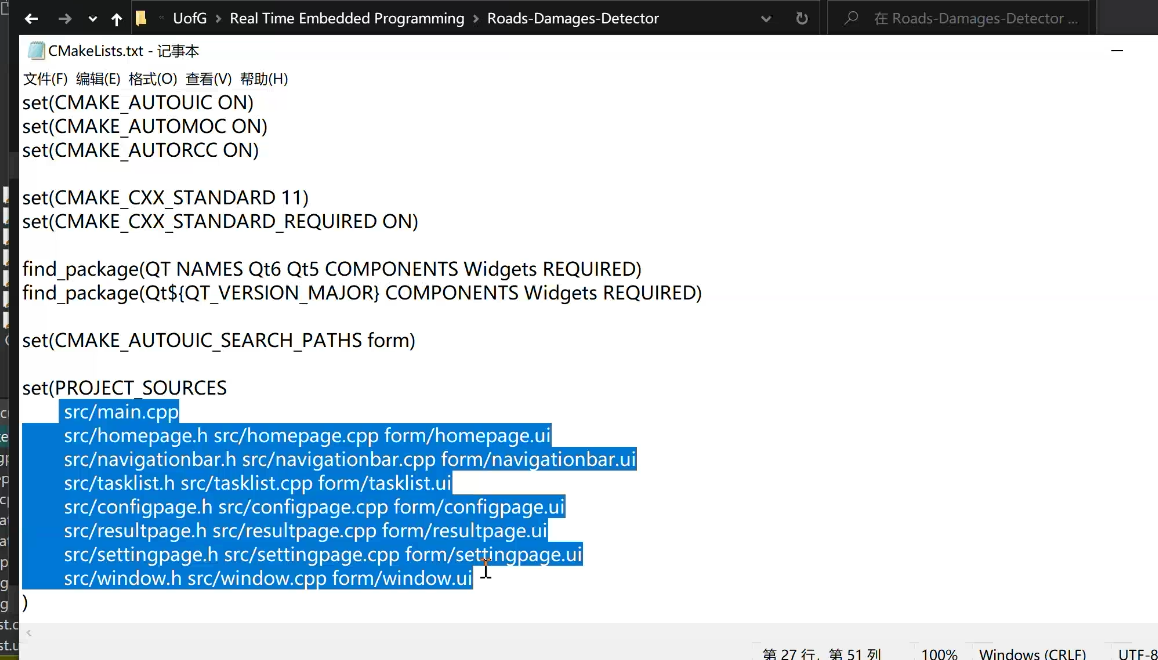 UofG › Real Time Embedded Programming › Roads-Damages-Detector
在 Roads-Damages-Detector ...
CMakeLists.txt - 记事本
文件(F) 编辑(E) 格式(O) 查看(V) 帮助(H)
set(CMAKE_AUTOUIC ON)
set(CMAKE_AUTOMOC ON)
set(CMAKE_AUTORCC ON)
set(CMAKE_CXX_STANDARD 11)
set(CMAKE_CXX_STANDARD_REQUIRED ON)
find_package(QT NAMES Qt6 Qt5 COMPONENTS Widgets REQUIRED)
find_package(Qt${QT_VERSION_MAJOR} COMPONENTS Widgets REQUIRED)
set(CMAKE_AUTOUIC_SEARCH_PATHS form)
set(PROJECT_SOURCES
src/main.cpp
src/homepage.h src/homepage.cpp form/homepage.ui
src/navigationbar.h src/navigationbar.cpp form/navigationbar.ui
src/tasklist.h src/tasklist.cpp form/tasklist.ui
src/configpage.h src/configpage.cpp form/configpage.ui
src/resultpage.h src/resultpage.cpp form/resultpage.ui
src/settingpage.h src/settingpage.cpp form/settingpage.ui
src/window.h src/window.cpp form/window.ui
)
第 27 行，第 51 列 100% Windows (CRLF) UTF-8